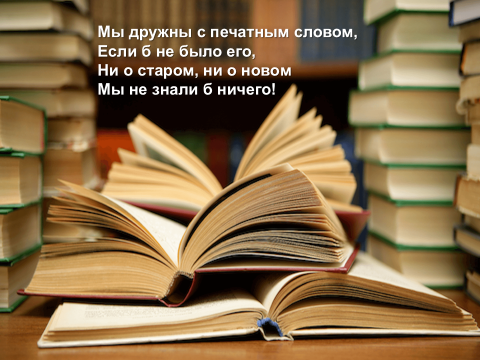 Мы дружны с печатным словом,
Если б не было его,
Ни о старом, ни о новом
Мы не знали б ничего!